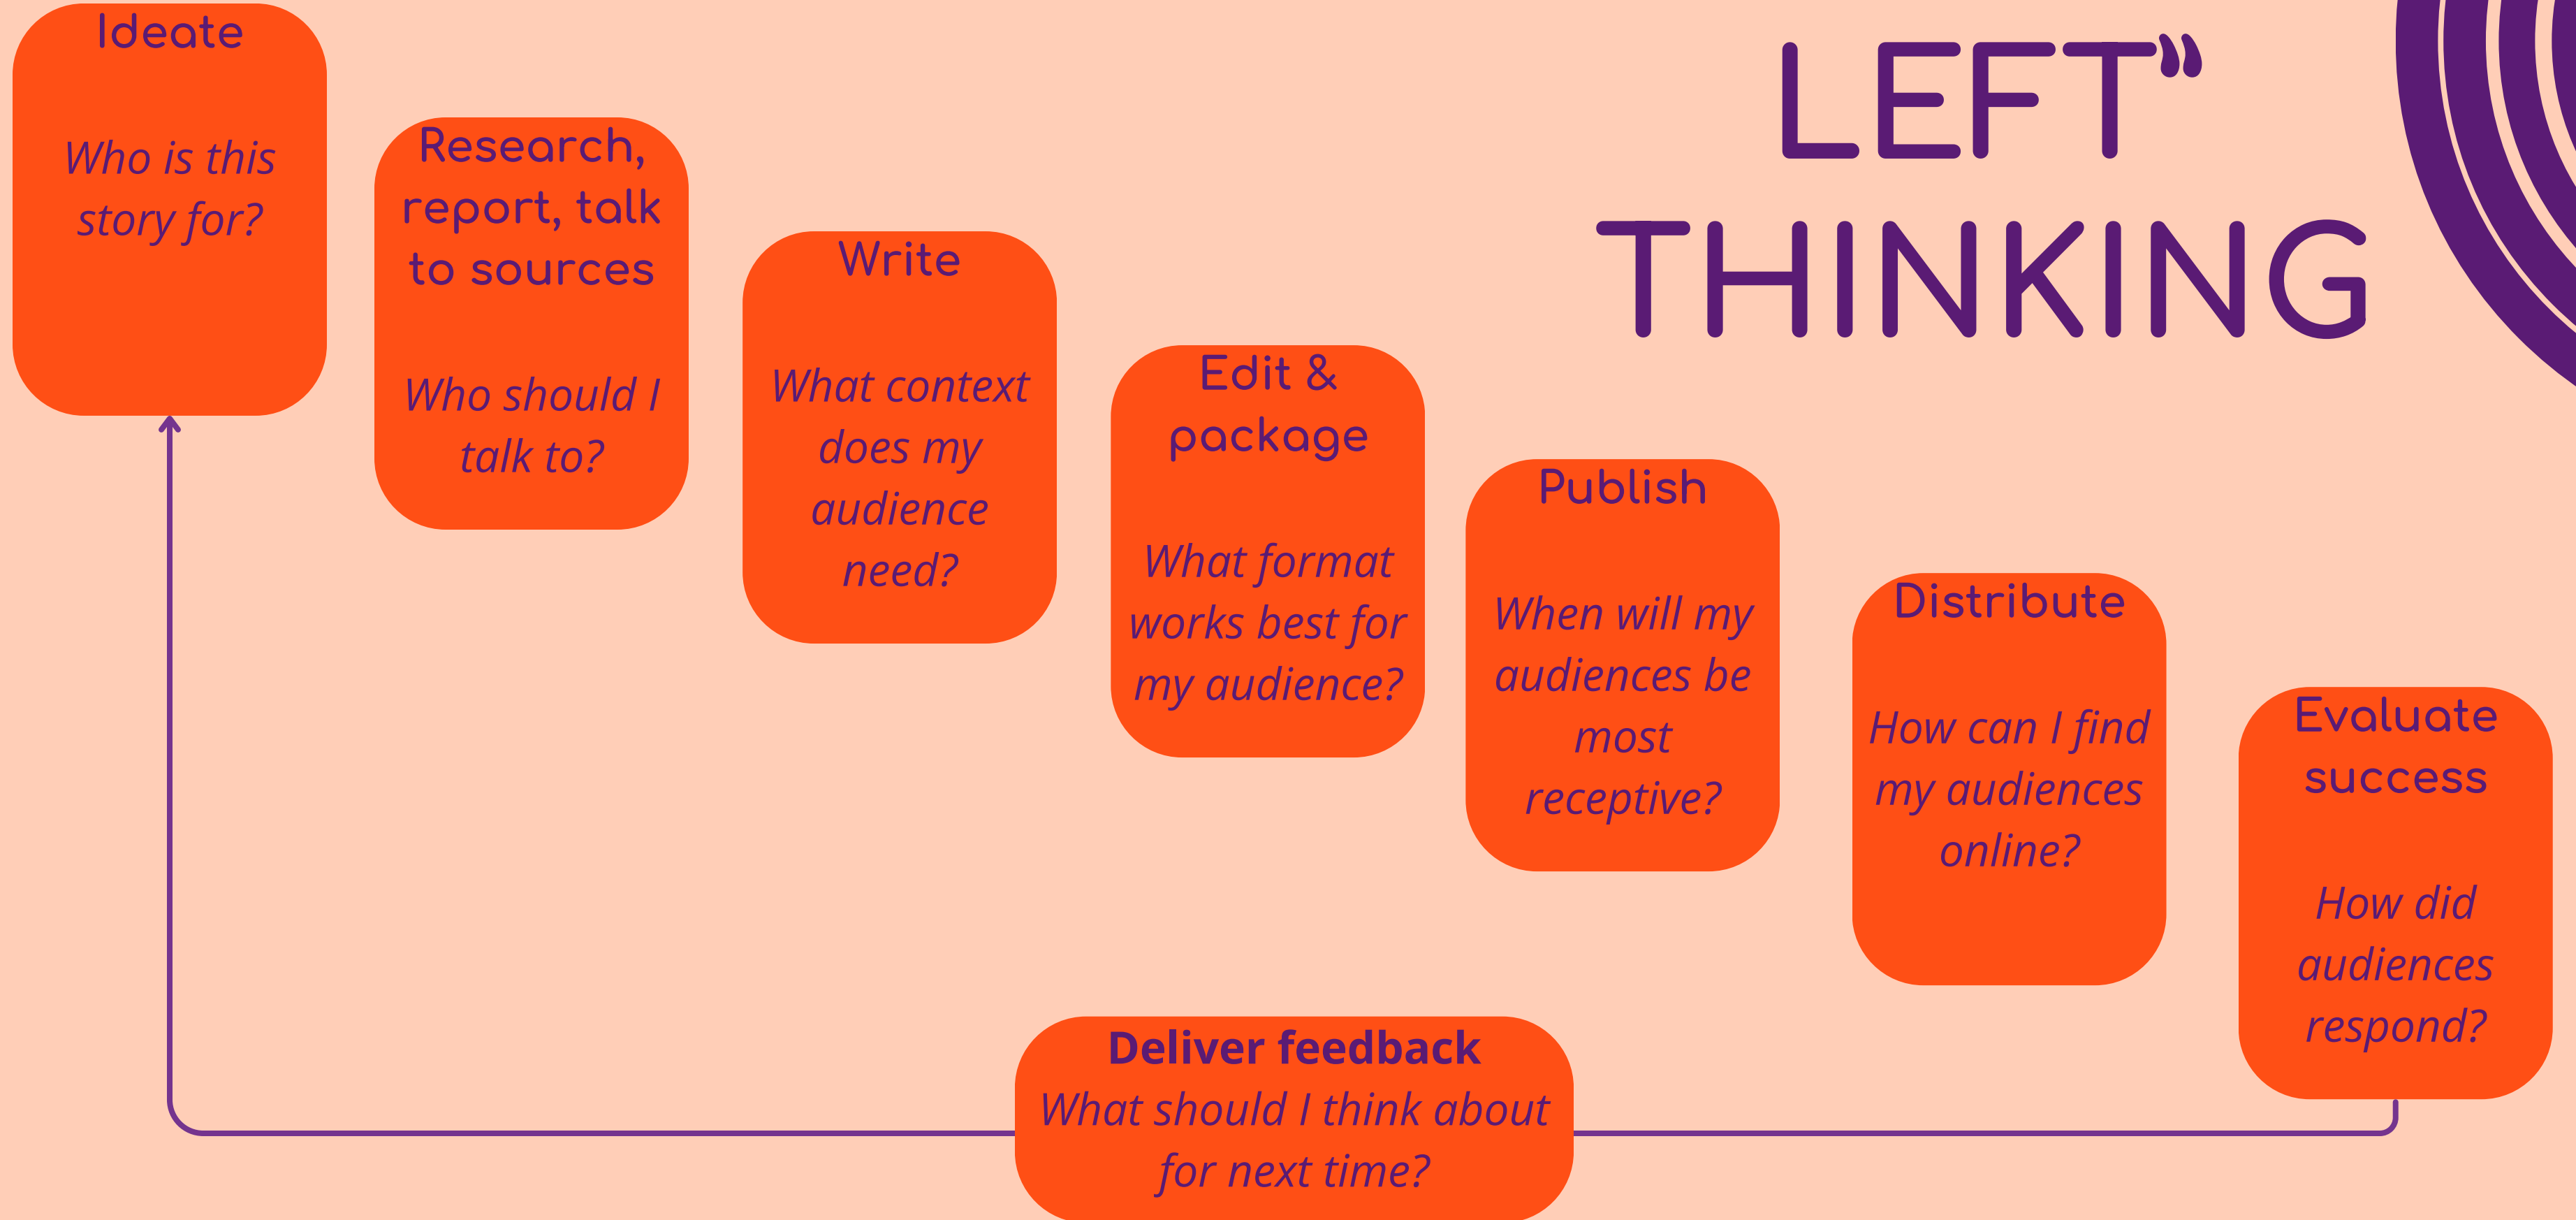 Ideate
Who is this
story for?
Research,
report, talk
to sources
Who should I
talk to?
Write
What context
does my
audience
need?
Edit &
package
What format
works best for
my audience?
Publish
When will my
audiences be
most
receptive?
Distribute
How can I find
my audiences
online?
Evaluate
success
How did
audiences
respond?
Deliver feedback
What should I think about
for next time?
LEFT”
THINKING